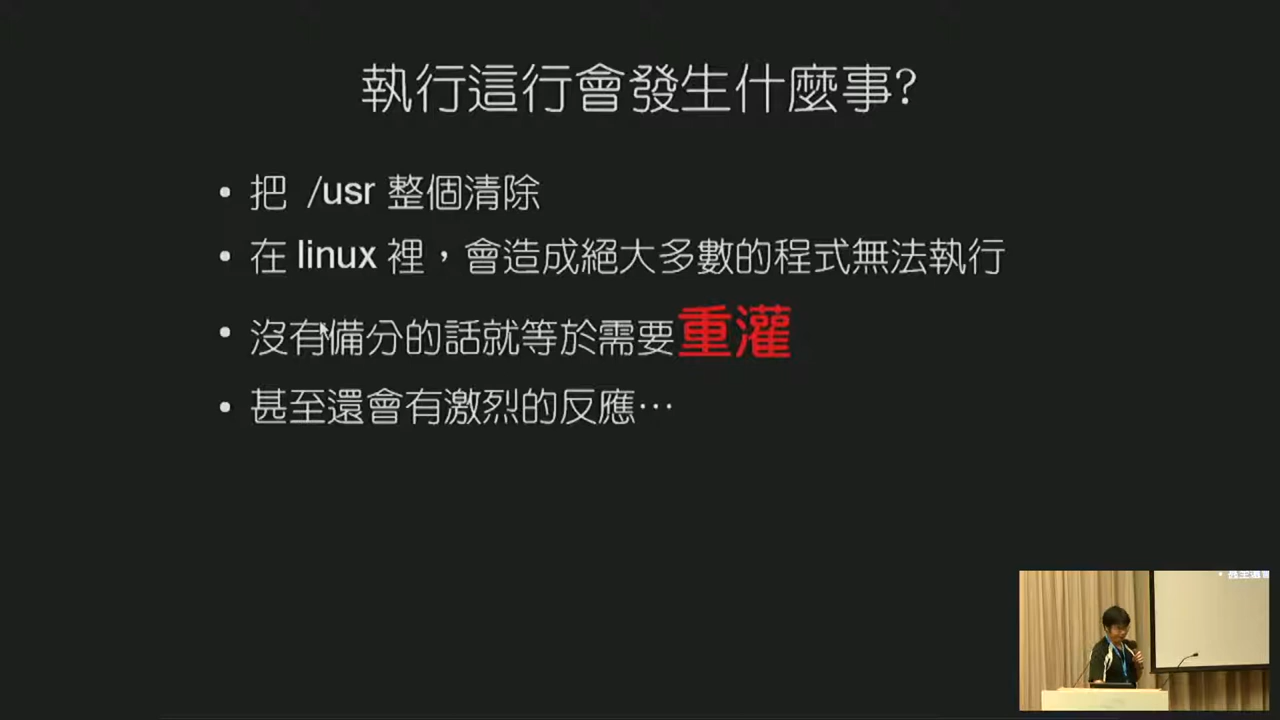 執行這行會發生什麼事?
• 把 /usr 整個清除
• 在 linux 裡，會造成絕大多數的程式無法執行
• 沒有備分的話就等於需要重灌
• 甚至還會有激烈的反應…